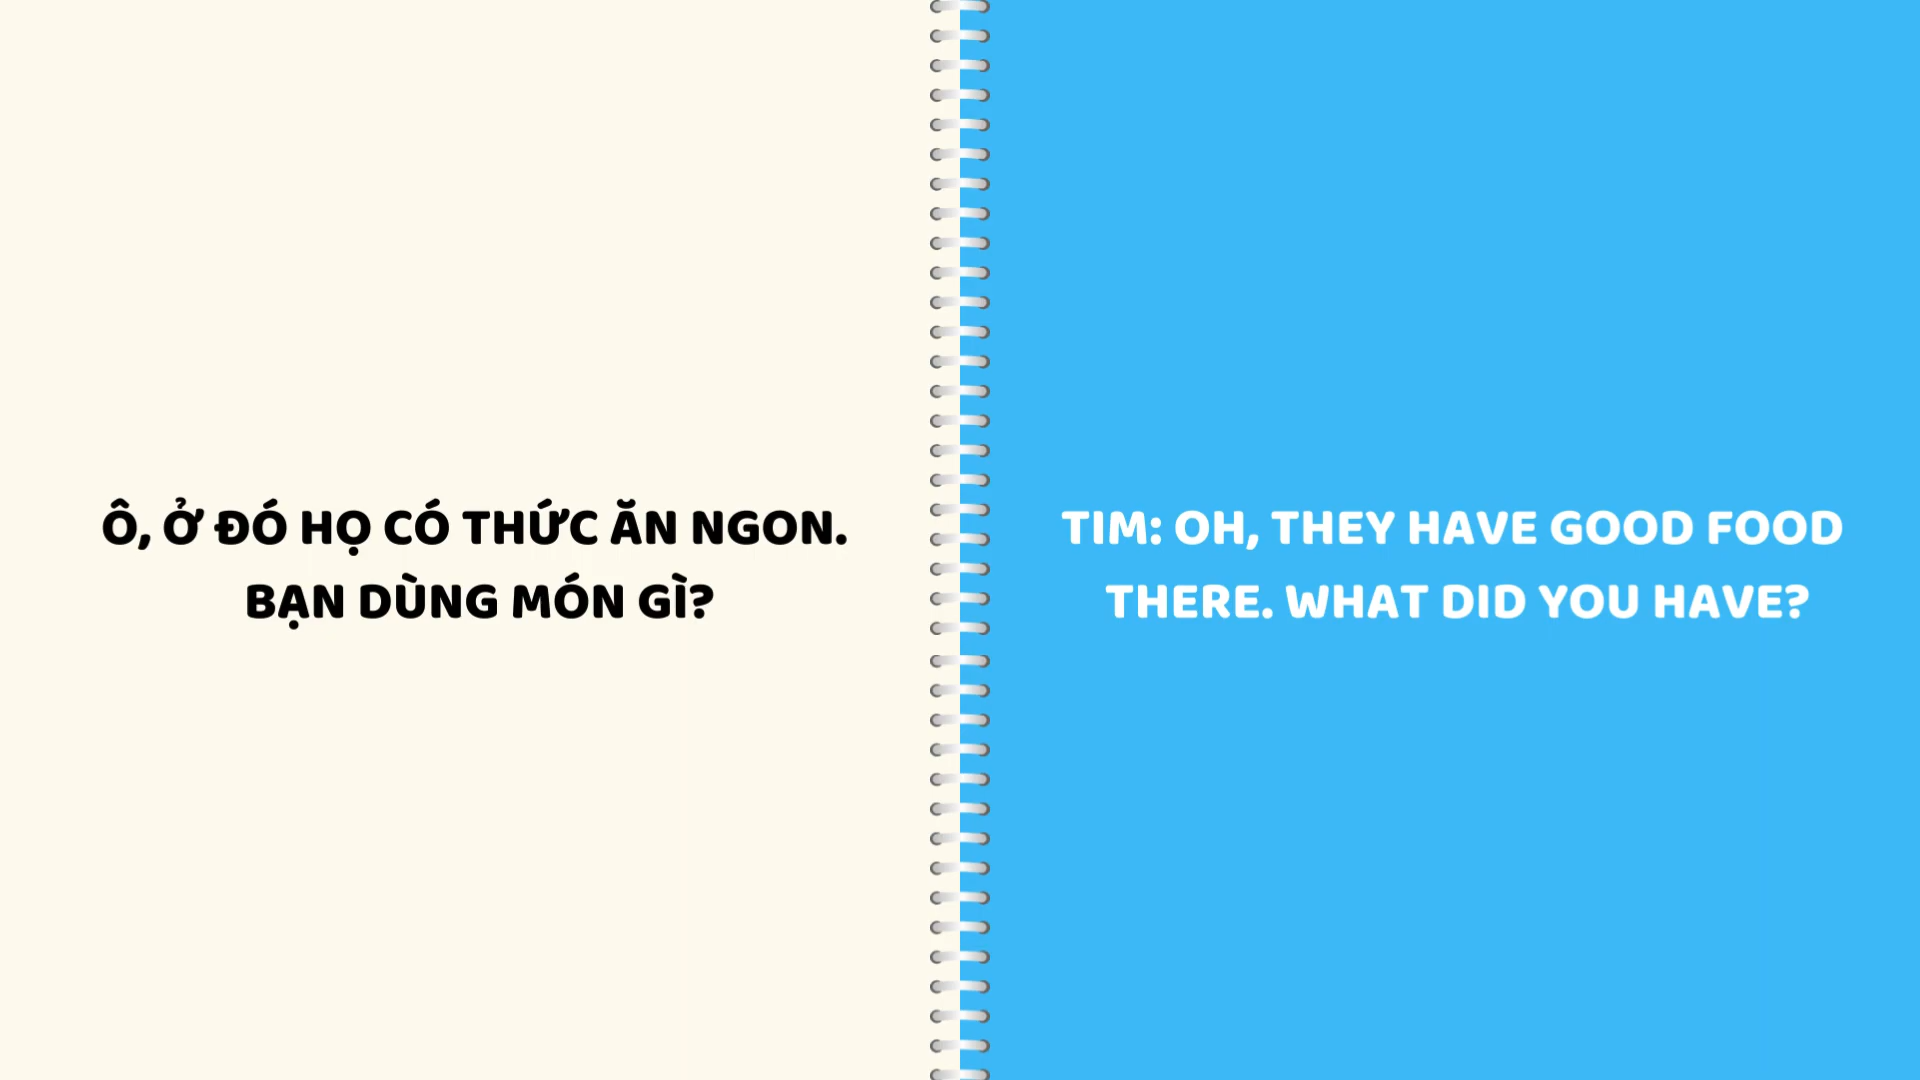 Ô, Ở ĐÓ HỌ CÓ THỨC ĂN NGON.
BẠN DÙNG MÓN GÌ?
TIM: OH, THEY HAVE GOOD FOOD
THERE. WHAT DID YOU HAVE?